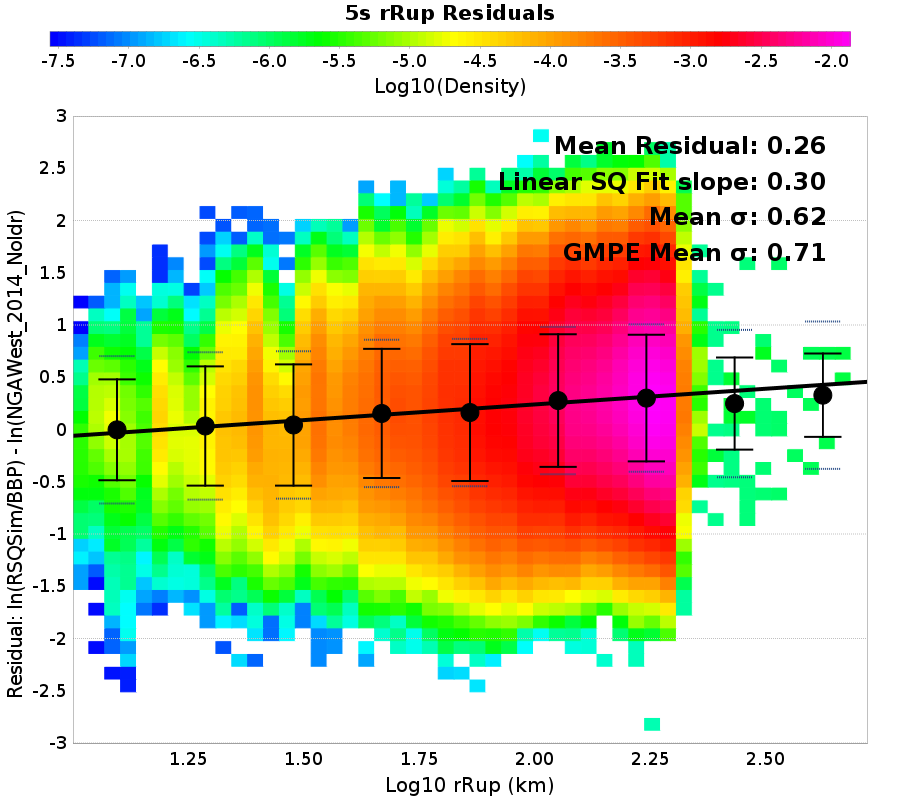 5s rRup Residuals
-7.5 -7.0 -6.5 -6.0 -5.5 -5.0 -4.5 -4.0 -3.5 -3.0 -2.5 -2.0
Log10(Density)
Mean Residual: 0.26
Linear SQ Fit slope: 0.30
Mean σ: 0.62
GMPE Mean σ: 0.71
Residual: ln(RSQSim/BBP) - ln(NGAWest_2014_NoIdr)
3
2.5
2
1.5
1
0.5
0
-0.5
-1
-1.5
-2
-2.5
-3
1.25 1.50 1.75 2.00 2.25 2.50
Log10 rRup (km)